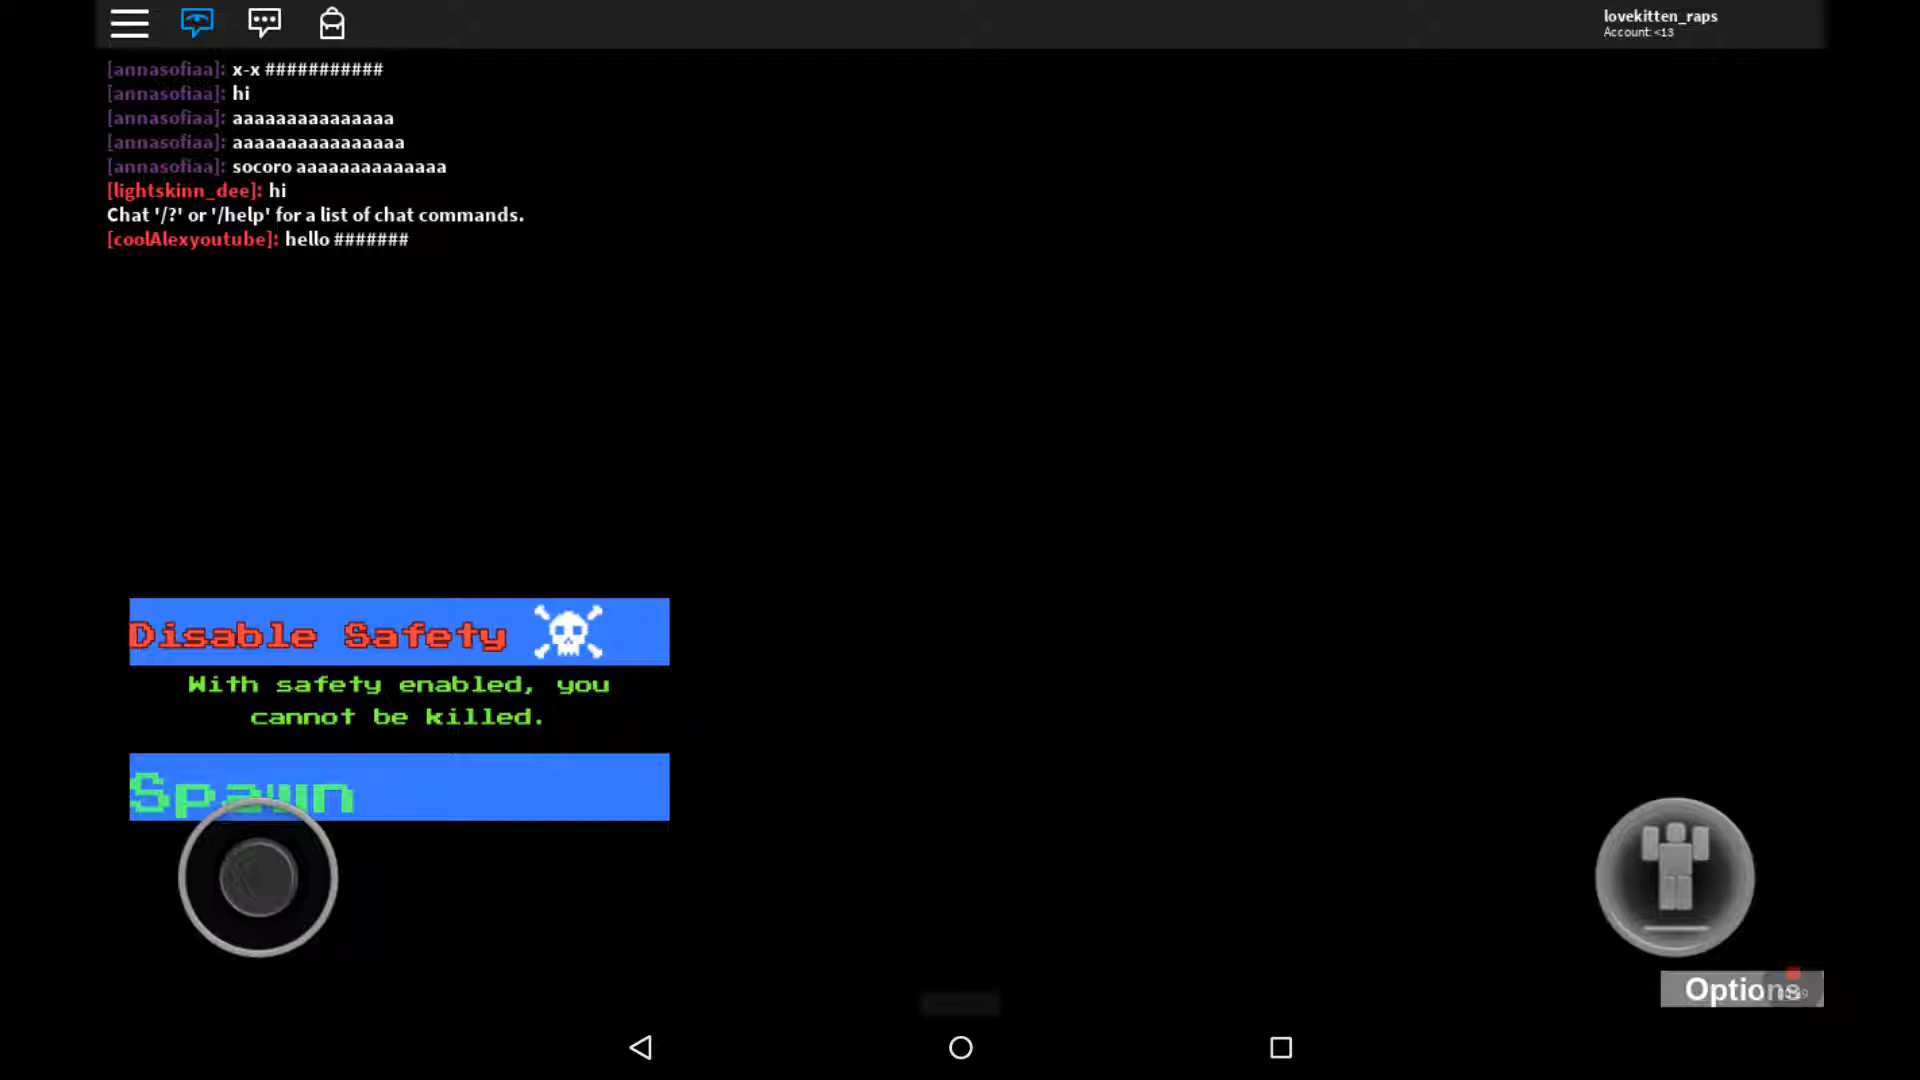 lovekitten_raps
Account: <13
[annasofiaa]: x-x ###########
[annasofiaa]: hi
[annasofiaa]: aaaaaaaaaaaaaaa
[annasofiaa]: aaaaaaaaaaaaaaaa
[annasofiaa]: socoro aaaaaaaaaaaaaa
[lightskinn_dee]: hi
Chat '/?' or '/help' for a list of chat commands.
[coolAlexyoutube]: hello #######
Disable Safety
With safety enabled, you
cannot be killed.
Spawn
Options